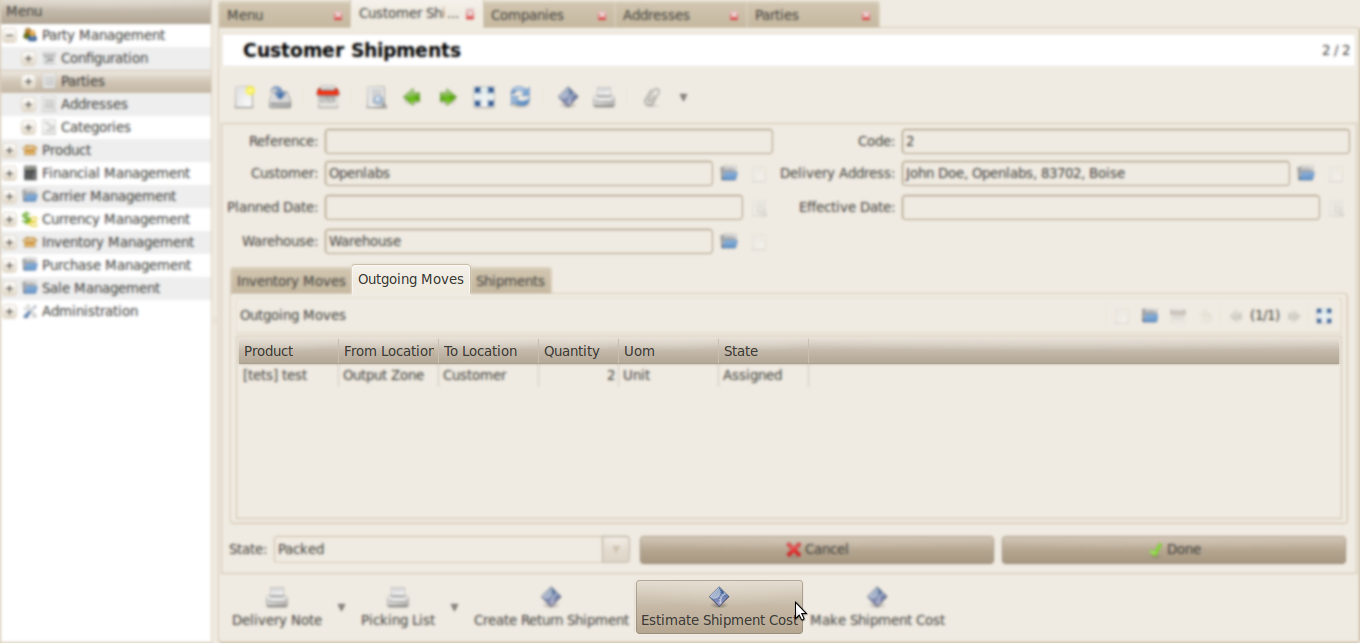 Menu
Party Management
Configuration
Parties
Addresses
Categories
Product
Financial Management
Carrier Management
Currency Management
Inventory Management
Purchase Management
Sale Management
Administration
Menu Customer Shi... Companies Addresses Parties
Customer Shipments 2 / 2
Reference: Code: 2
Customer: Openlabs Delivery Address: John Doe, Openlabs, 83702, Boise
Planned Date: Effective Date:
Warehouse: Warehouse
Inventory Moves Outgoing Moves Shipments
Outgoing Moves (1/1)
Product From Location To Location Quantity Uom State
[tets] test Output Zone Customer 2 Unit Assigned
State: Packed Cancel Done
Delivery Note Picking List Create Return Shipment Estimate Shipment Cost Make Shipment Cost